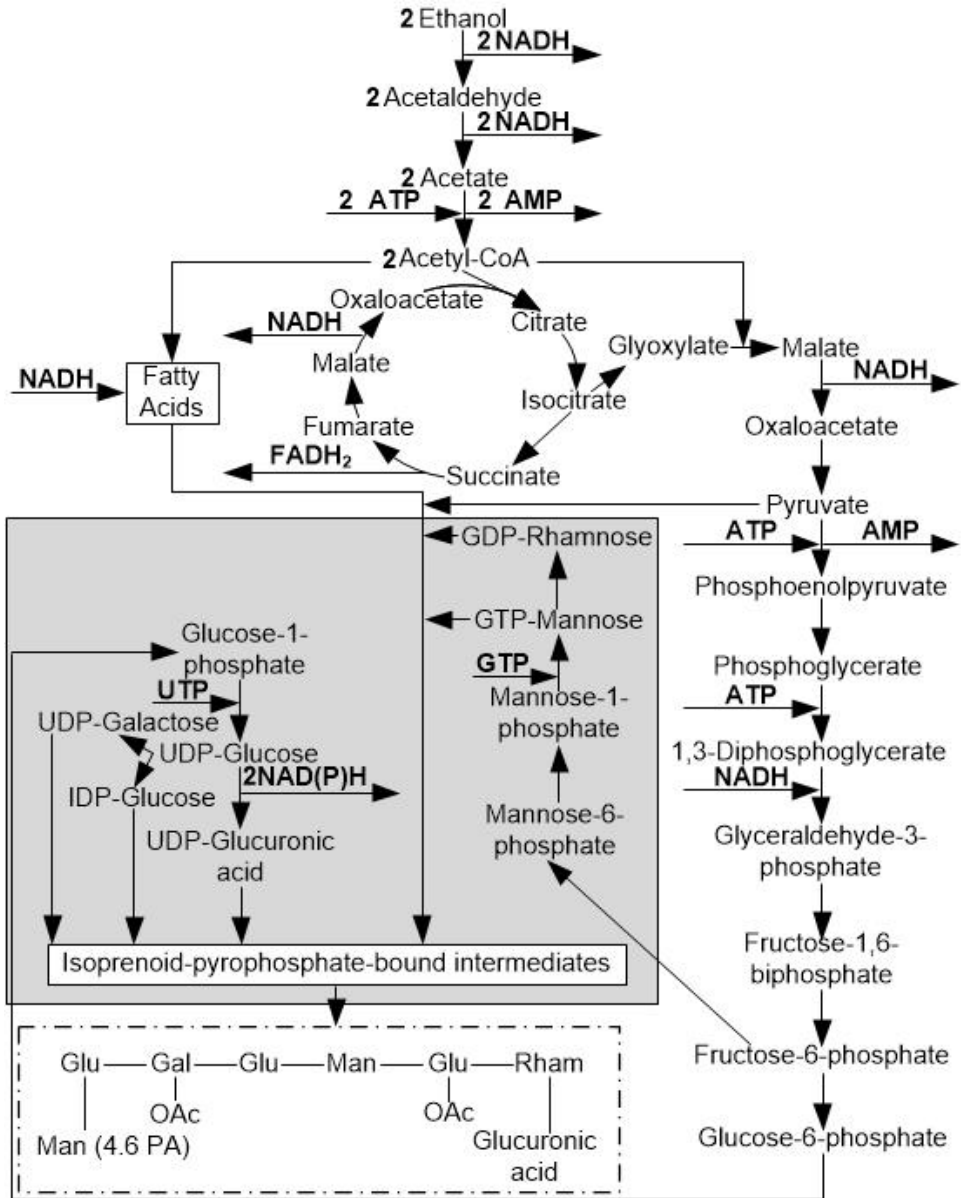 2 Ethanol
2 NADH
2 Acetaldehyde
2 NADH
2 Acetate
2 ATP 2 AMP
2 Acetyl-CoA
Oxaloacetate
Citrate
NADH
Glyoxylate
Malate
Malate
NADH
NADH
Fatty
Acids
Isocitrate
Fumarate
Oxaloacetate
FADH₂
Succinate
Pyruvate
ATP AMP
GDP-Rhamnose
Phosphoenolpyruvate
GTP-Mannose
Glucose-1-
phosphate
GTP
Phosphoglycerate
UTP
Mannose-1-
phosphate
ATP
UDP-Galactose
UDP-Glucose
1,3-Diphosphoglycerate
2NAD(P)H
NADH
IDP-Glucose
Mannose-6-
phosphate
UDP-Glucuronic
acid
Glyceraldehyde-3-
phosphate
Isoprenoid-pyrophosphate-bound intermediates
Fructose-1,6-
biphosphate
Fructose-6-phosphate
Glu Gal Glu Man Glu Rham
OAc OAc
Man (4.6 PA)
Glucuronic
acid
Glucose-6-phosphate